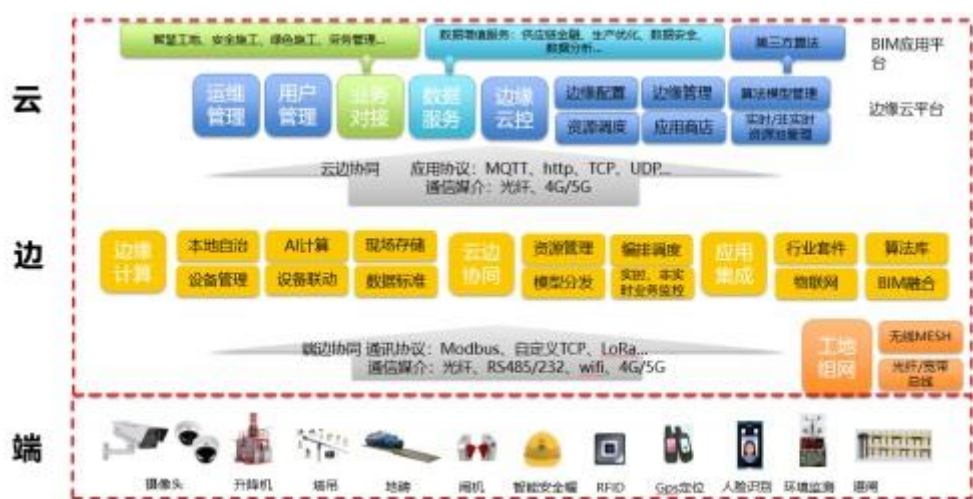 智慧工地、安全施工、绿色施工、劳务管理...
数据增值服务：供应链金融、生产优化、数据安全、
数据分析...
第三方算法
BIM应用平
台
云
运维
管理
用户
管理
业务
对接
数据
服务
边缘
云控
边缘配置
边缘管理
算法模型管理
资源调度
应用商店
实时/非实时
资源池管理
边缘云平台
云边协同 应用协议：MQTT、http、TCP、UDP...
通信媒介：光纤、4G/5G
边
边缘
计算
本地自治
AI计算
现场存储
设备管理
设备联动
数据标准
云边
协同
资源管理
编排调度
模型分发
实时、非实
时业务监控
应用
集成
行业套件
算法库
物联网
BIM融合
端边协同 通讯协议：Modbus、自定义TCP、LoRa...
通信媒介：光纤、RS485/232、wifi、4G/5G
工地
组网
无线MESH
光纤/宽带
总线
端
摄像头
升降机
塔吊
地磅
闸机
智能安全帽
RFID
Gps定位
人脸识别
环境监测
道闸